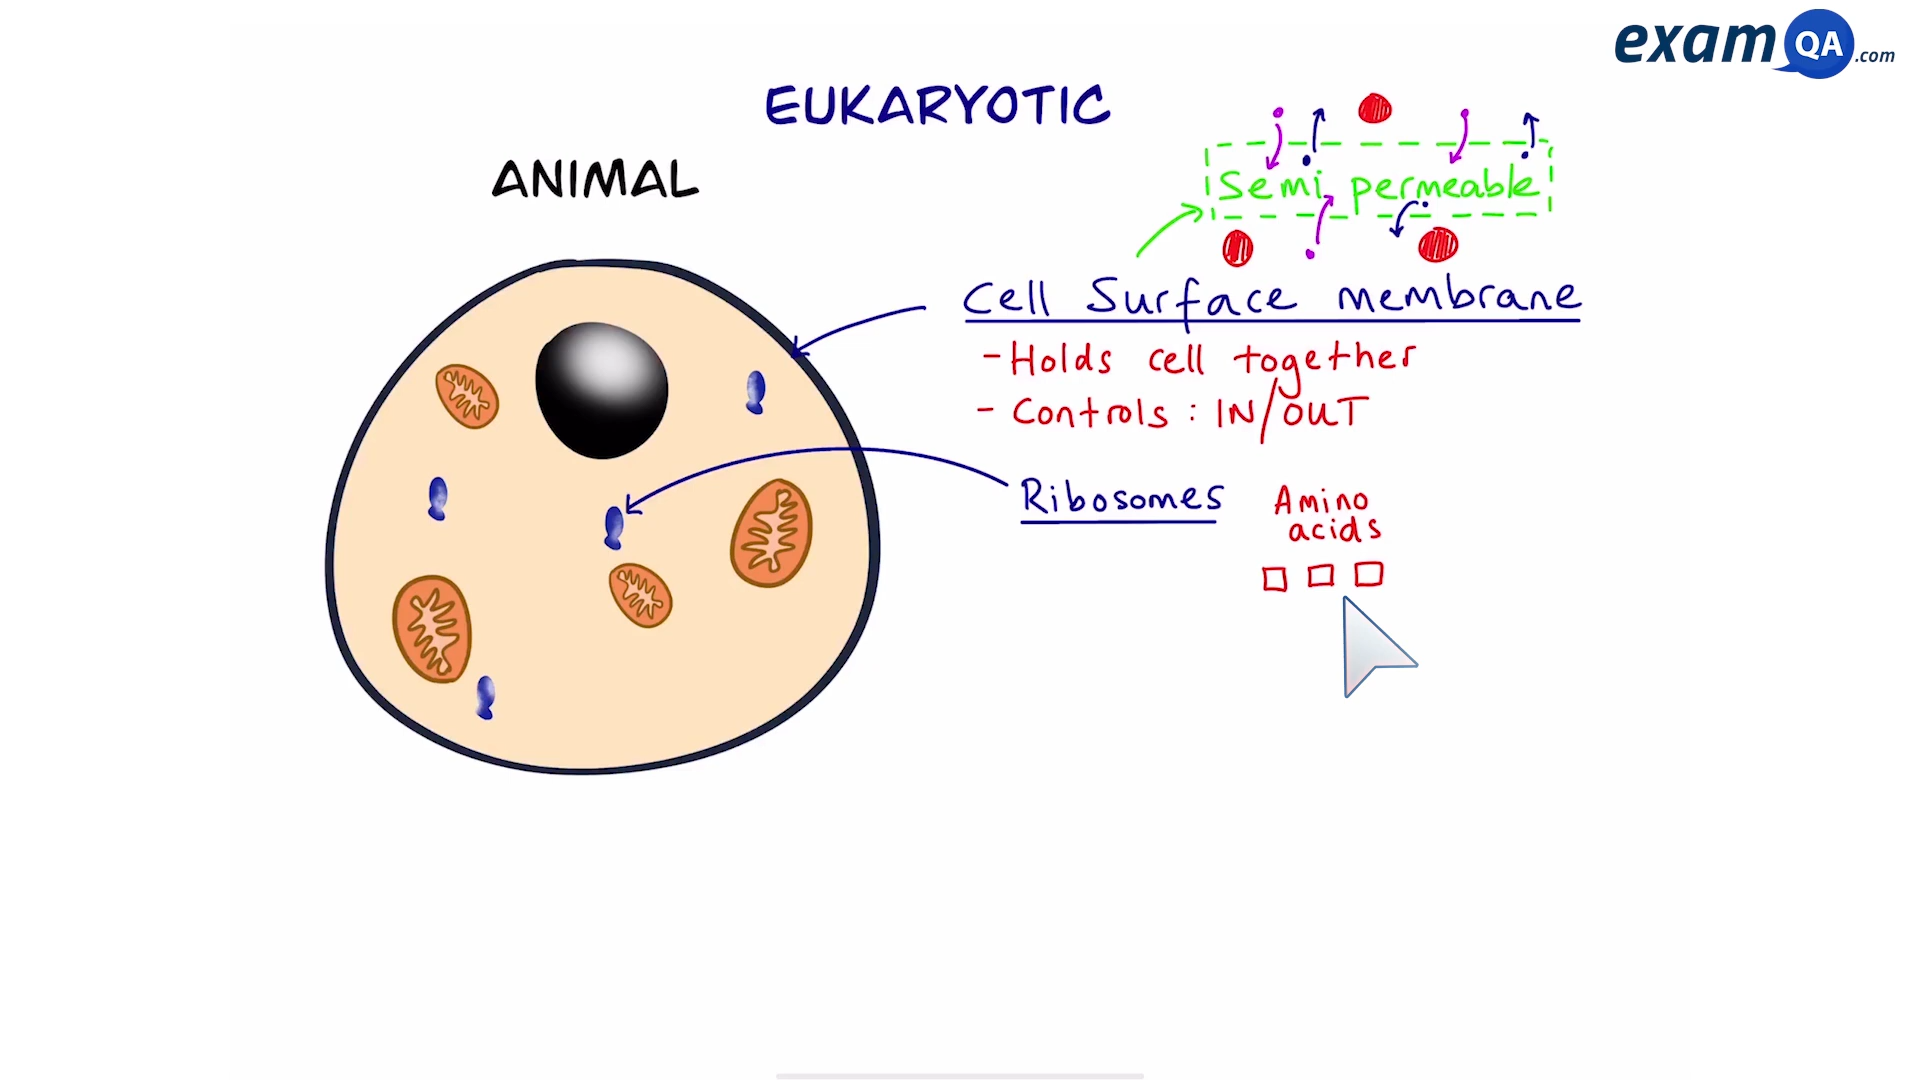 examQA.com
EUKARYOTIC
ANIMAL
Semi permeable
Cell Surface membrane
- Holds cell together
- Controls : IN/OUT
Ribosomes
Amino
acids